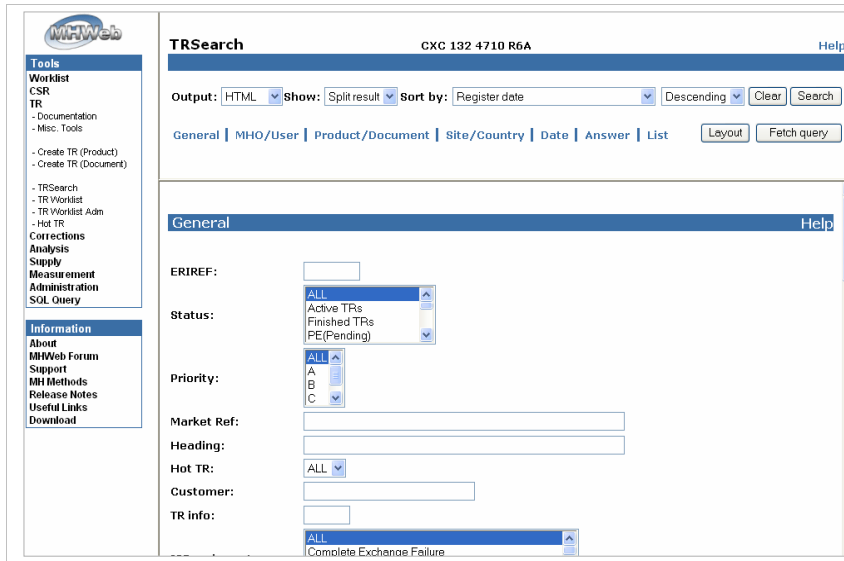 MHWeb
Tools
Worklist
CSR
TR
- Documentation
- Misc. Tools
- Create TR (Product)
- Create TR (Document)
- TRSearch
- TR Worklist
- TR Worklist Adm
- Hot TR
Corrections
Analysis
Supply
Measurement
Administration
SQL Query
Information
About
MHWeb Forum
Support
MH Methods
Release Notes
Useful Links
Download
TRSearch CXC 132 4710 R6A Help
Output: HTML Show: Split result Sort by: Register date Descending Clear Search
General | MHO/User | Product/Document | Site/Country | Date | Answer | List Layout Fetch query
General Help
ERIREF:
Status: ALL
Active TRs
Finished TRs
PE(Pending)
Priority: ALL
A
B
C
Market Ref:
Heading:
Hot TR: ALL
Customer:
TR info:
ALL
Complete Exchange Failure